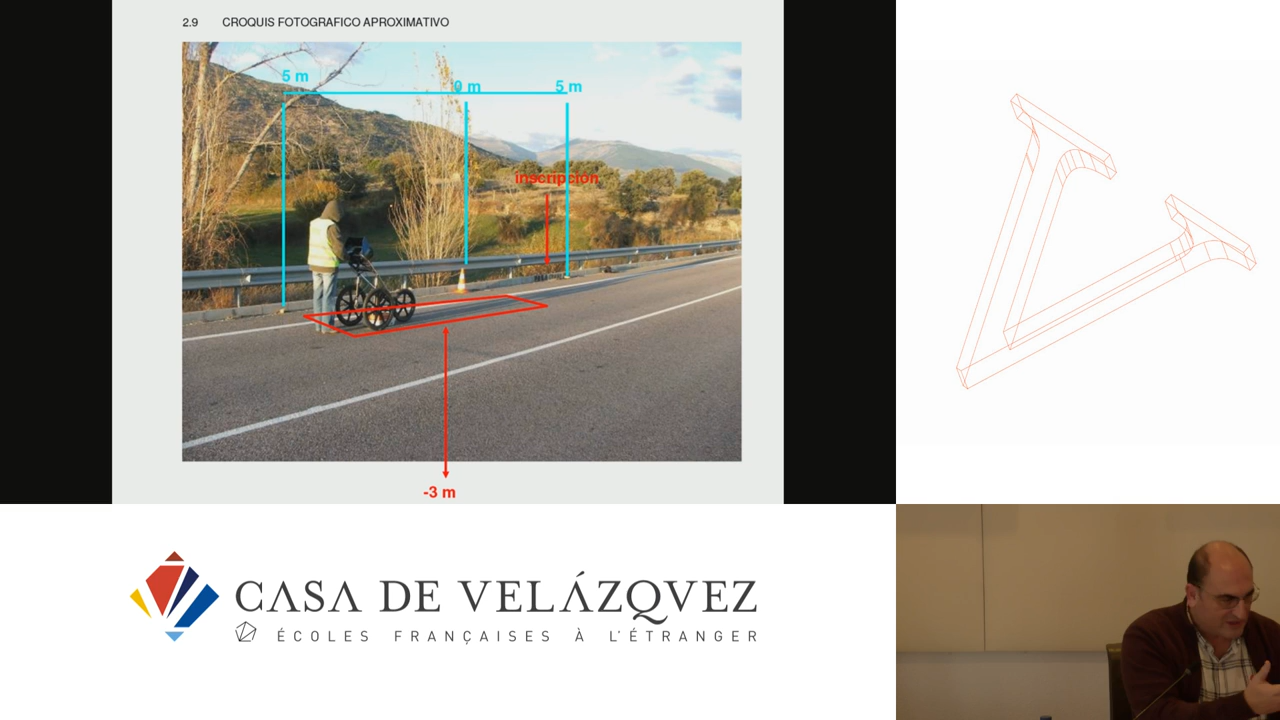 2.9 CROQUIS FOTOGRAFICO APROXIMATIVO
5 m
0 m
5 m
inscripción
-3 m
CASA DE VELÁZQVEZ
ÉCOLES FRANÇAISES À L'ÉTRANGER